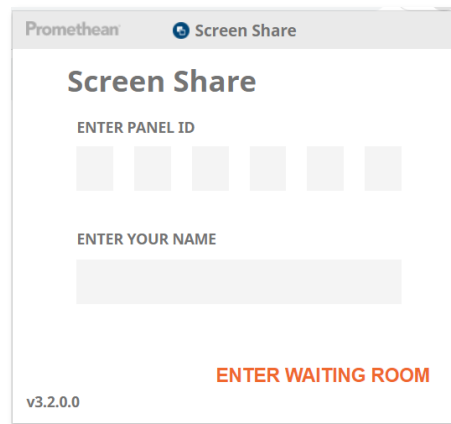 Promethean Screen Share
Screen Share
ENTER PANEL ID
ENTER YOUR NAME
ENTER WAITING ROOM
v3.2.0.0